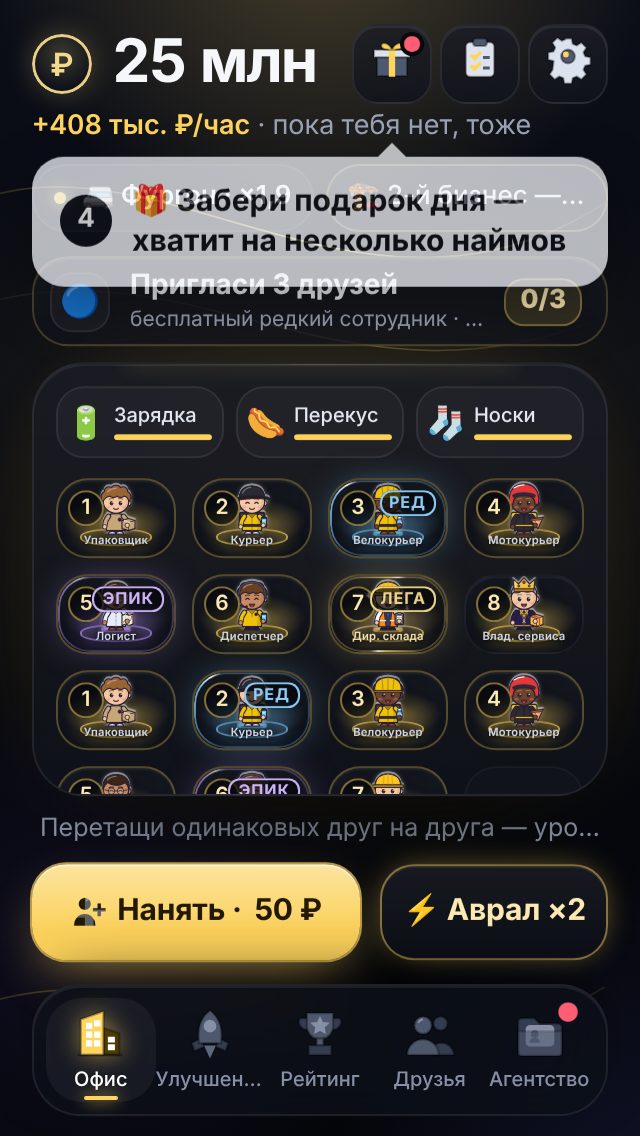 ₽ 25 млн
+408 тыс. ₽/час · пока тебя нет, тоже
4 Забери подарок дня —
хватит на несколько наймов
2-й бизнес —...
Пригласи 3 друзей
бесплатный редкий сотрудник · ...
0/3
Зарядка
Перекус
Носки
1 Упаковщик
2 Курьер
3 РЕД Велокурьер
4 Мотокурьер
5 ЭПИК Логист
6 Диспетчер
7 ЛЕГА Дир. склада
8 Влад. сервиса
1 Упаковщик
2 РЕД Курьер
3 Велокурьер
4 Мотокурьер
5
6 ЭПИК
7
Перетащи одинаковых друг на друга — уро...
Нанять · 50 ₽
Аврал ×2
Офис
Улучшен...
Рейтинг
Друзья
Агентство